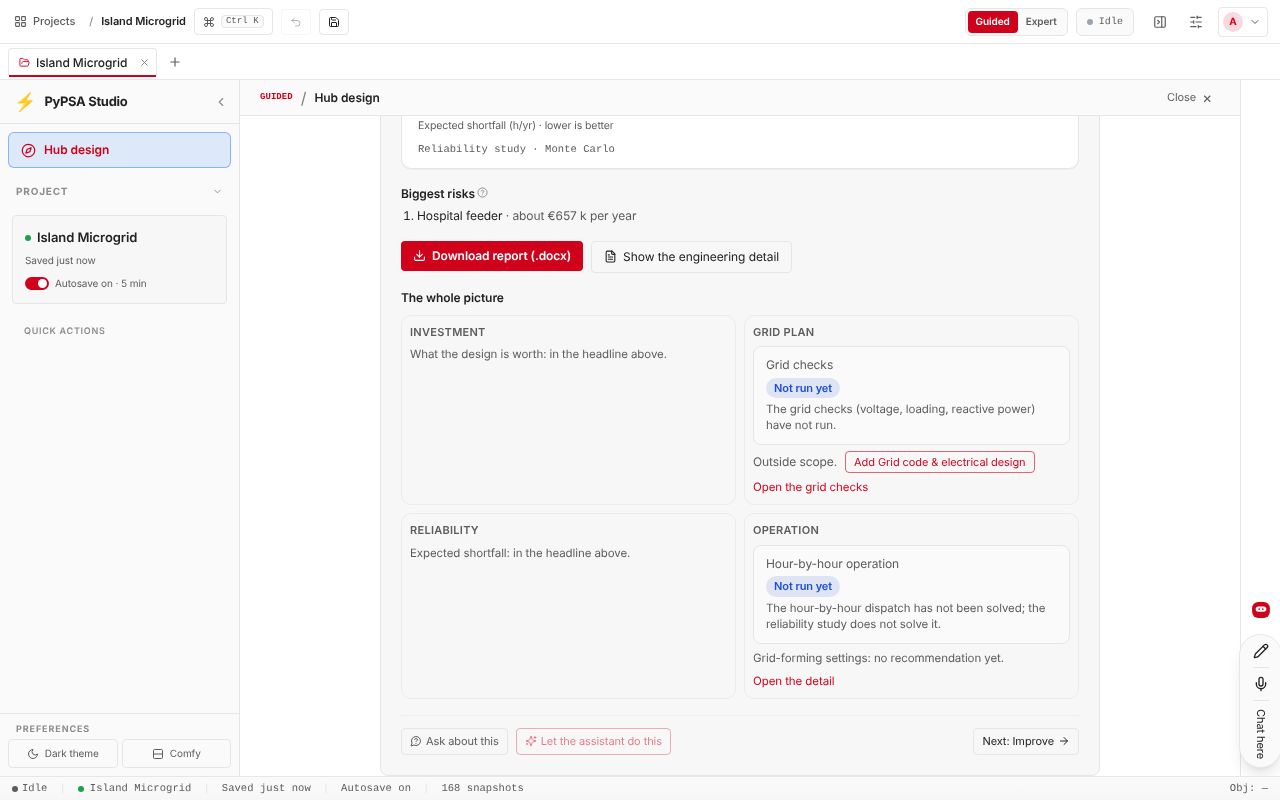 Projects / Island Microgrid ⌘ Ctrl K
Guided Expert Idle A
Island Microgrid
PyPSA Studio
GUIDED / Hub design
Close
Hub design
PROJECT
Island Microgrid
Saved just now
Autosave on · 5 min
QUICK ACTIONS
Expected shortfall (h/yr) · lower is better
Reliability study · Monte Carlo
Biggest risks
1. Hospital feeder · about €657 k per year
Download report (.docx)
Show the engineering detail
The whole picture
INVESTMENT
What the design is worth: in the headline above.
GRID PLAN
Grid checks
Not run yet
The grid checks (voltage, loading, reactive power)
have not run.
Outside scope. Add Grid code & electrical design
Open the grid checks
RELIABILITY
Expected shortfall: in the headline above.
OPERATION
Hour-by-hour operation
Not run yet
The hour-by-hour dispatch has not been solved; the
reliability study does not solve it.
Grid-forming settings: no recommendation yet.
Open the detail
Ask about this
Let the assistant do this
Next: Improve →
Chat here
PREFERENCES
Dark theme
Comfy
Idle Island Microgrid Saved just now Autosave on 168 snapshots Obj: —